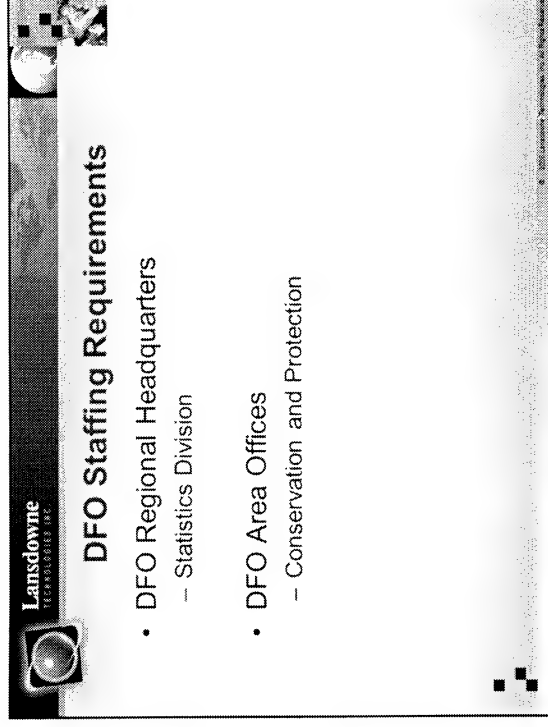 Lansdowne
TECHNOLOGIES INC.
DFO Staffing Requirements
• DFO Regional Headquarters
– Statistics Division
• DFO Area Offices
– Conservation and Protection